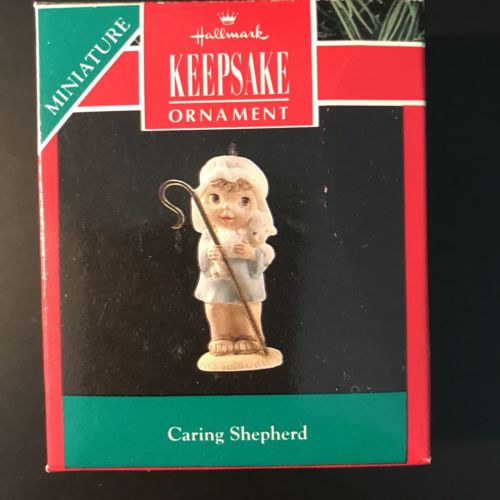 MINIATURE
Hallmark
KEEPSAKE
ORNAMENT
Caring Shepherd